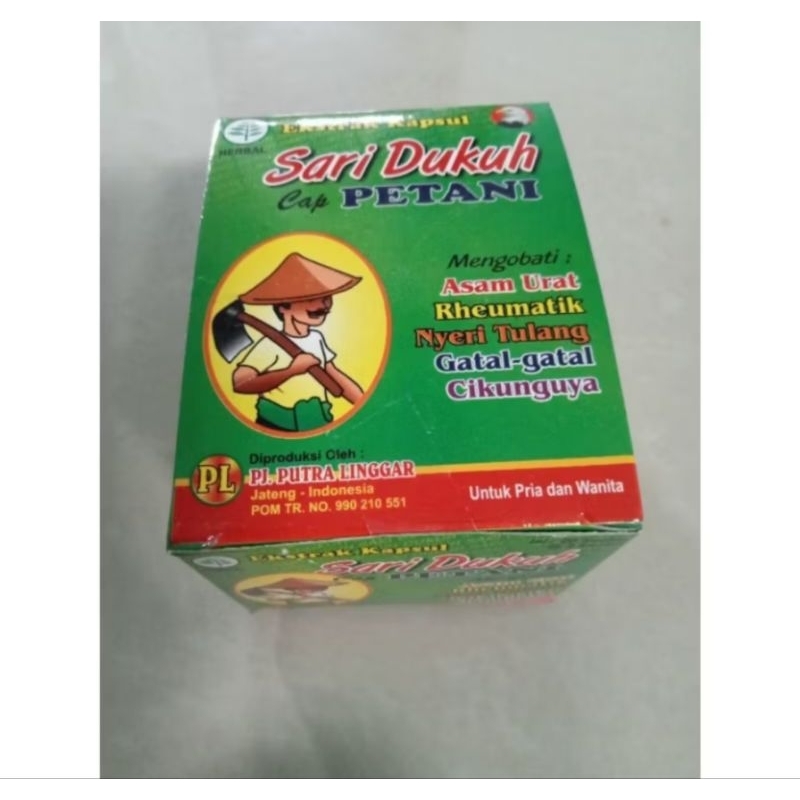 HERBAL
Ekstrak Kapsul
Sari Dukuh
Cap PETANI
Mengobati :
Asam Urat
Rheumatik
Nyeri Tulang
Gatal-gatal
Cikunguya
PL
Diproduksi Oleh :
PJ. PUTRA LINGGAR
Jateng - Indonesia
POM TR. NO. 990 210 551
Untuk Pria dan Wanita
Ekstrak Kapsul
Sari Dukuh